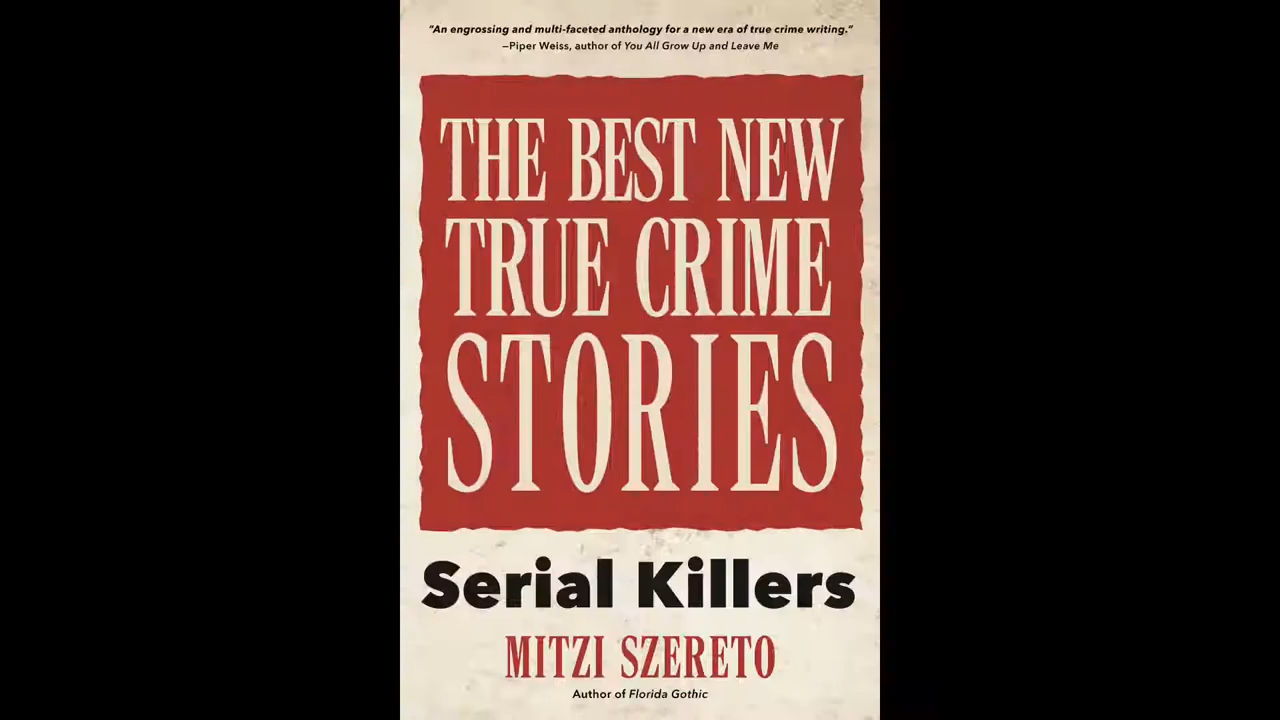 "An engrossing and multi-faceted anthology for a new era of true crime writing."
—Piper Weiss, author of You All Grow Up and Leave Me
THE BEST NEW
TRUE CRIME
STORIES
Serial Killers
MITZI SZERETO
Author of Florida Gothic